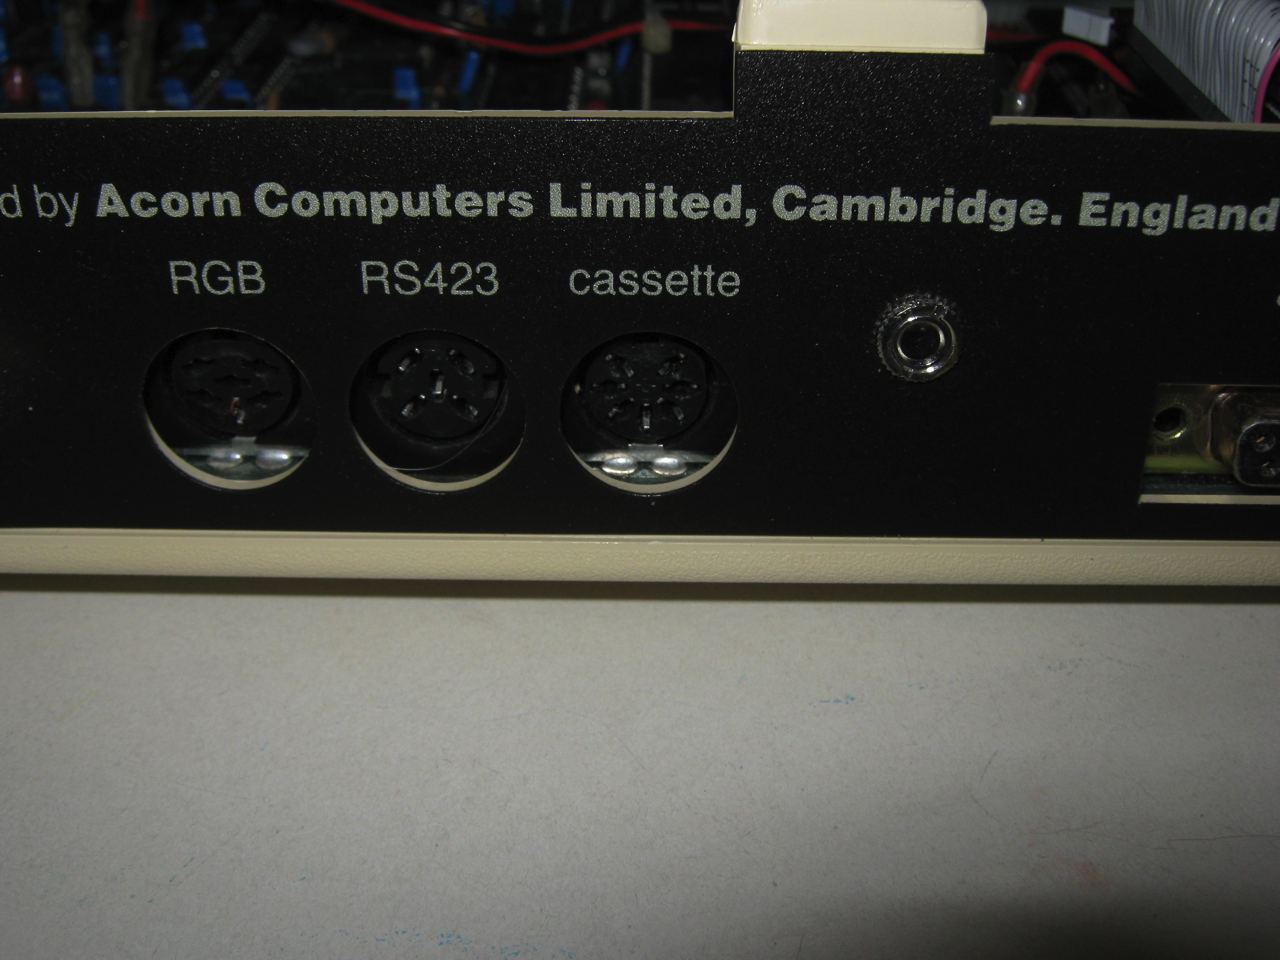 d by Acorn Computers Limited, Cambridge. England
RGB RS423 cassette